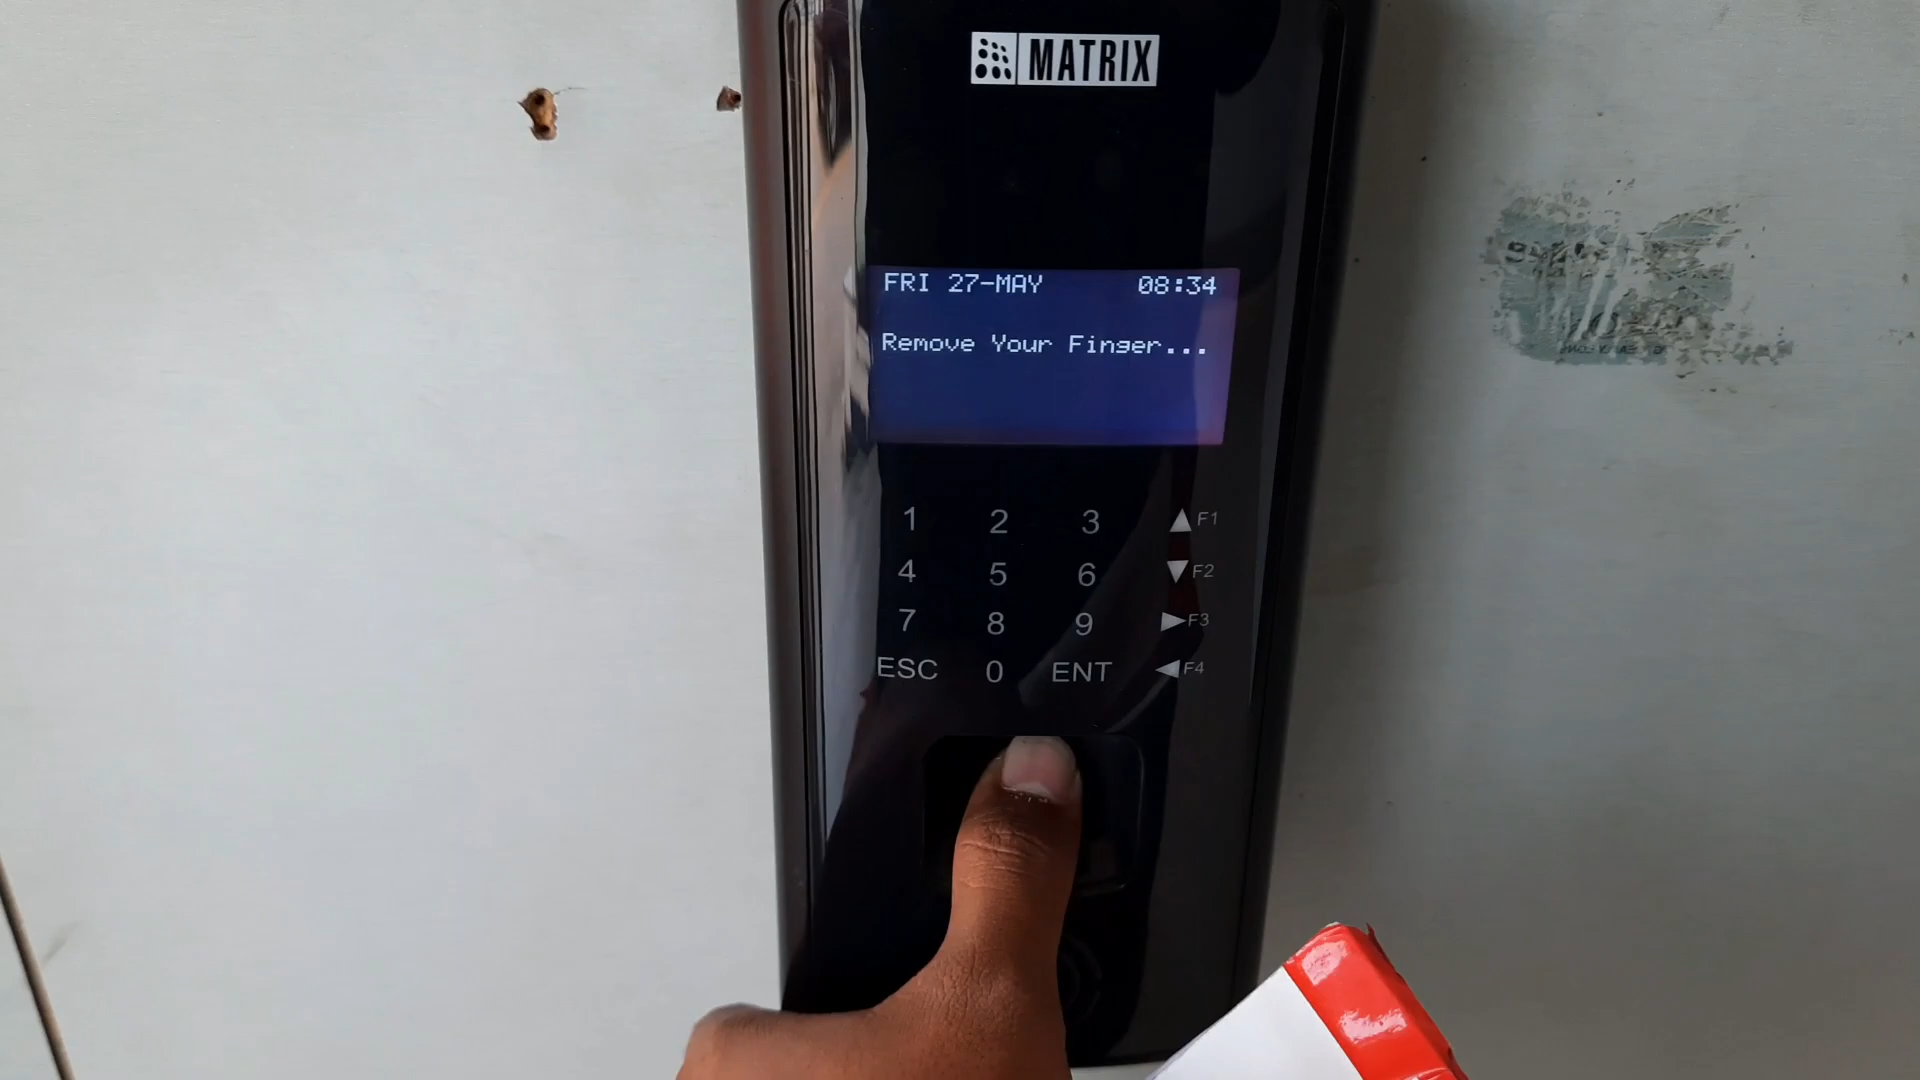 MATRIX
FRI 27-MAY 08:34
Remove Your Finger...
1 2 3 F1
4 5 6 F2
7 8 9 F3
ESC 0 ENT F4